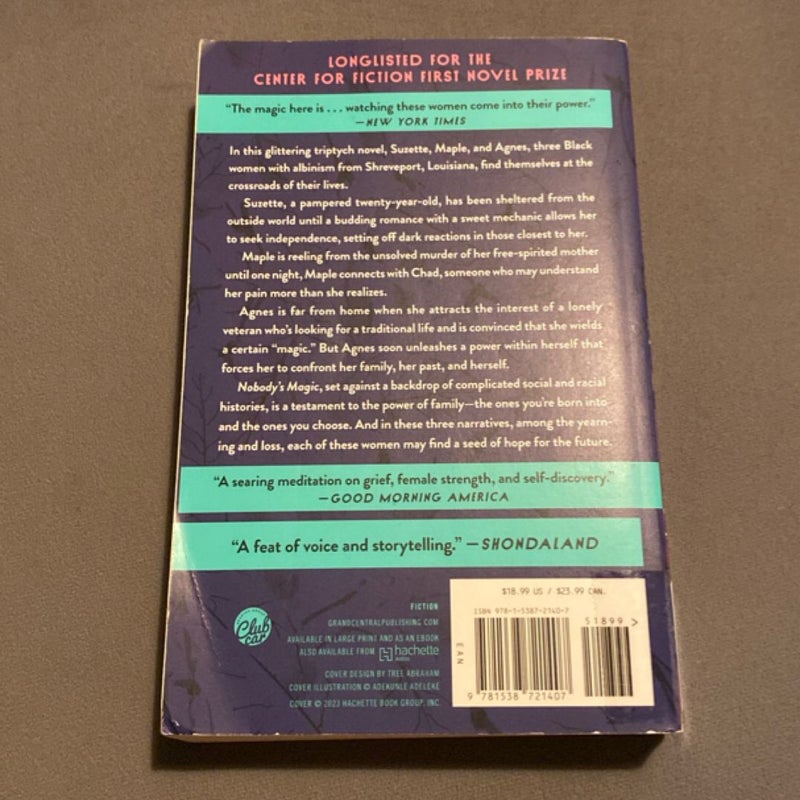 LONGLISTED FOR THE
CENTER FOR FICTION FIRST NOVEL PRIZE
“The magic here is . . . watching these women come into their power.”
—NEW YORK TIMES
In this glittering triptych novel, Suzette, Maple, and Agnes, three Black
women with albinism from Shreveport, Louisiana, find themselves at the
crossroads of their lives.
Suzette, a pampered twenty-year-old, has been sheltered from the
outside world until a budding romance with a sweet mechanic allows her
to seek independence, setting off dark reactions in those closest to her.
Maple is reeling from the unsolved murder of her free-spirited mother
until one night, Maple connects with Chad, someone who may understand
her pain more than she realizes.
Agnes is far from home when she attracts the interest of a lonely
veteran who’s looking for a traditional life and is convinced that she wields
a certain “magic.” But Agnes soon unleashes a power within herself that
forces her to confront her family, her past, and herself.
Nobody’s Magic, set against a backdrop of complicated social and racial
histories, is a testament to the power of family—the ones you’re born into
and the ones you choose. And in these three narratives, among the yearn-
ing and loss, each of these women may find a seed of hope for the future.
“A searing meditation on grief, female strength, and self-discovery.”
—GOOD MORNING AMERICA
“A feat of voice and storytelling.” —SHONDALAND
Club
car
FICTION
GRANDCENTRALPUBLISHING.COM
AVAILABLE IN LARGE PRINT AND AS AN EBOOK
ALSO AVAILABLE FROM hachette
AUDIO
COVER DESIGN BY TREE ABRAHAM
COVER ILLUSTRATION © ADEKUNLE ADELEKE
COVER © 2023 HACHETTE BOOK GROUP, INC.
$18.99 US / $23.99 CAN.
ISBN 978-1-5387-2140-7
51899 >
EAN
9 781538 721407